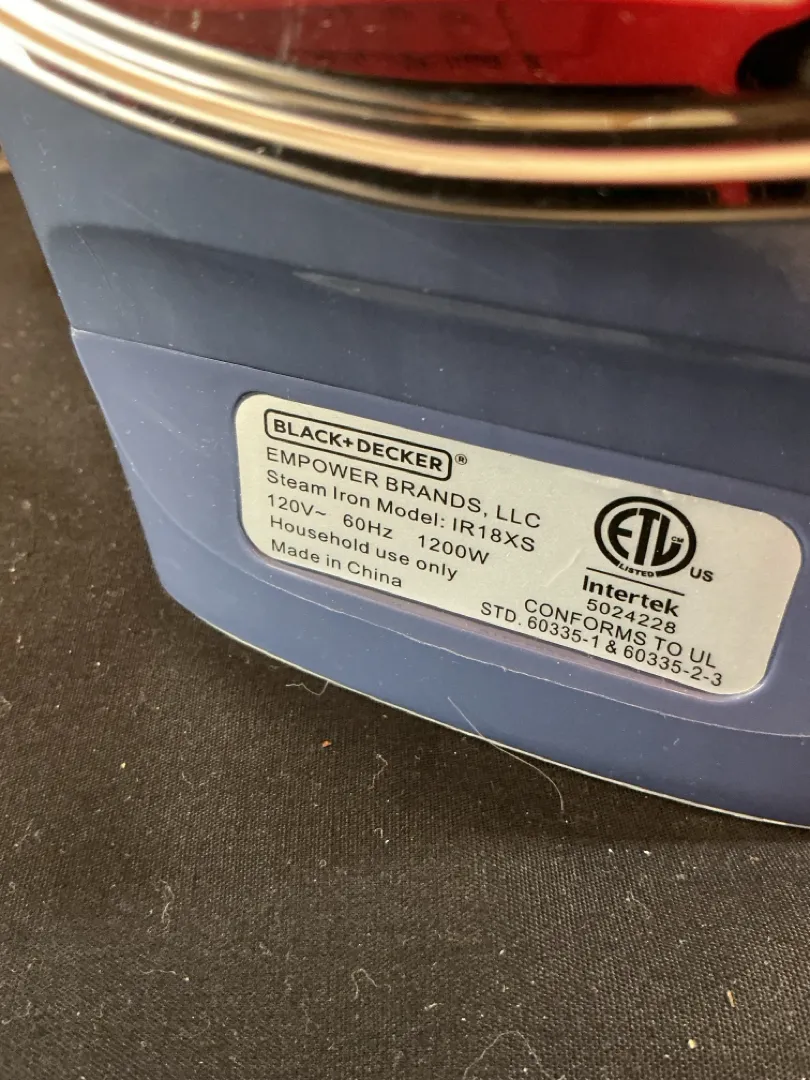 BLACK+DECKER®
EMPOWER BRANDS, LLC
Steam Iron Model: IR18XS
120V~ 60Hz 1200W
Household use only
Made in China
ETL CM
LISTED
US
Intertek
5024228
CONFORMS TO UL
STD. 60335-1 & 60335-2-3